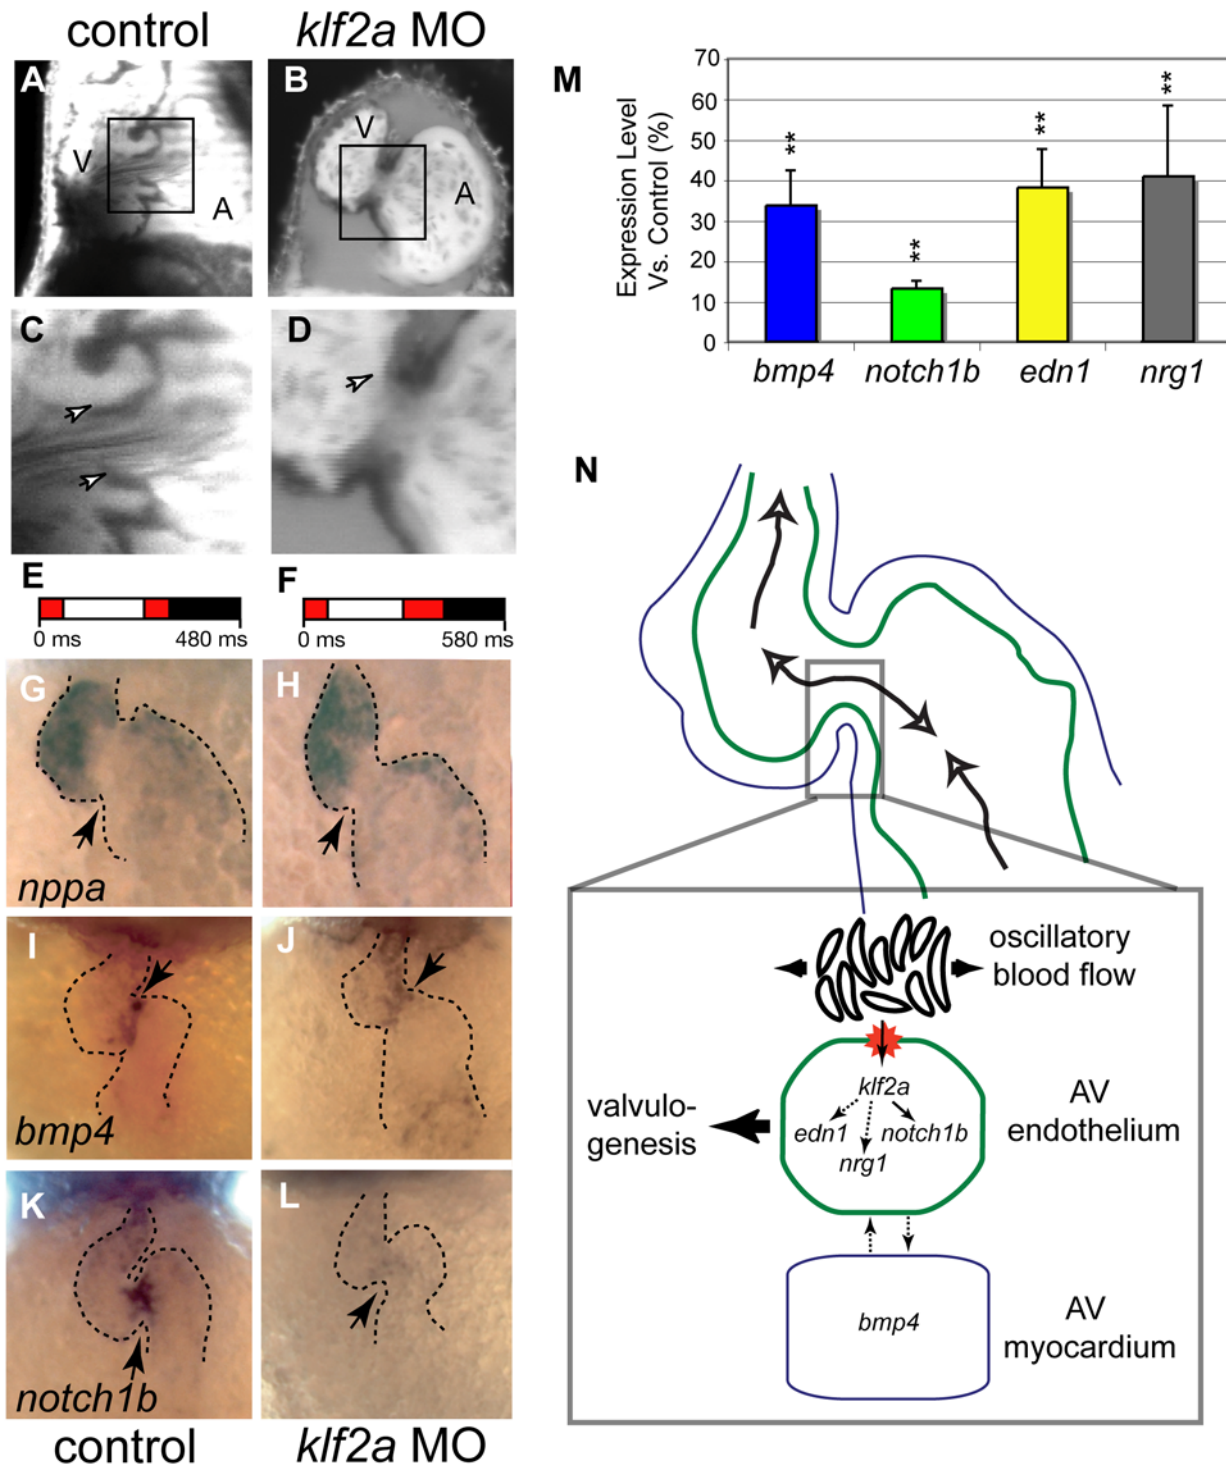 control
klf2a MO
A
V
A
B
V
A
C
D
E
0 ms
480 ms
F
0 ms
580 ms
G
nppa
H
I
bmp4
J
K
notch1b
L
control
klf2a MO
M
Expression Level
Vs. Control (%)
70
60
50
40
30
20
10
0
**
**
**
**
bmp4
notch1b
edn1
nrg1
N
oscillatory
blood flow
klf2a
edn1
notch1b
nrg1
valvulo-
genesis
AV
endothelium
bmp4
AV
myocardium